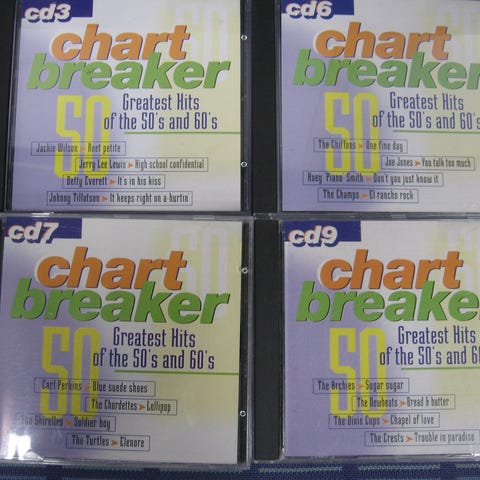 cd3
chart
breaker
50
Greatest Hits
of the 50's and 60's
Jackie Wilson ➤ Reet petite
Jerry Lee Lewis ➤ High school confidential
Betty Everett ➤ It's in his kiss
Johnny Tillotson ➤ It keeps right on a-hurtin'
cd6
chart
breaker
50
Greatest Hits
of the 50's and 60's
The Chiffons ➤ One fine day
Joe Jones ➤ You talk too much
Huey Piano Smith ➤ Don't you just know it
The Champs ➤ El rancho rock
cd7
chart
breaker
50
Greatest Hits
of the 50's and 60's
Carl Perkins ➤ Blue suede shoes
The Chordettes ➤ Lollipop
The Shirelles ➤ Soldier boy
The Turtles ➤ Elenore
cd9
chart
breake
50
Greatest Hits
of the 50's and 6
The Archies ➤ Sugar sugar
The Newbeats ➤ Bread & butter
The Dixie Cups ➤ Chapel of love
The Crests ➤ Trouble in paradise